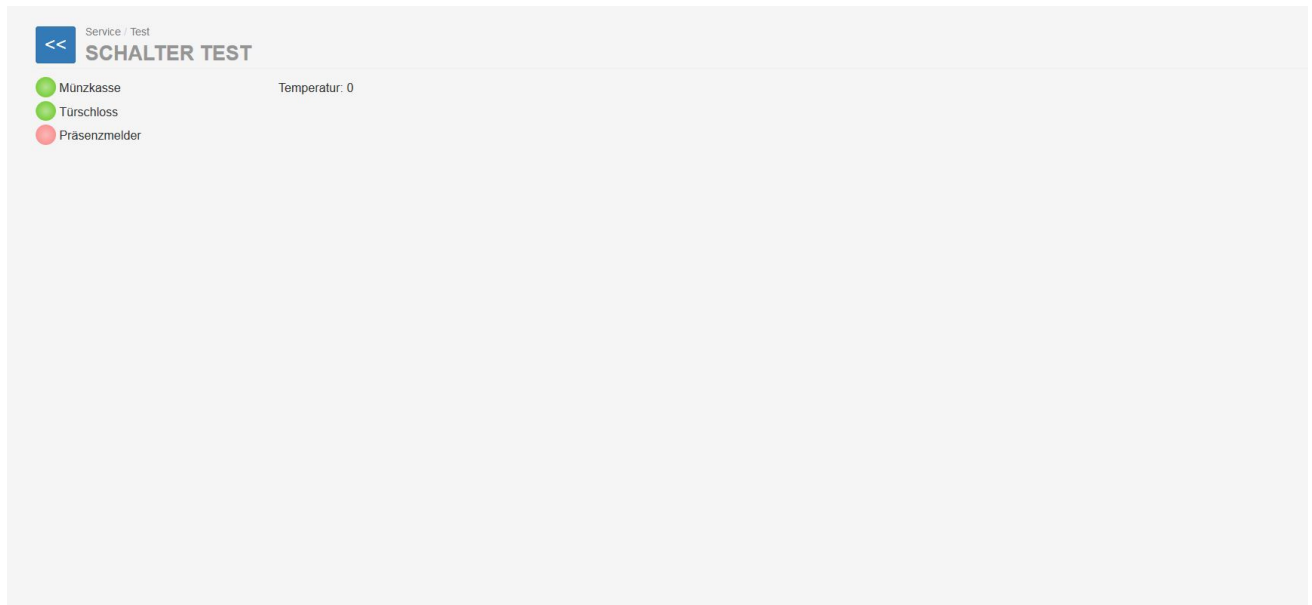 <<
Service / Test
SCHALTER TEST
Münzkasse
Temperatur: 0
Türschloss
Präsenzmelder